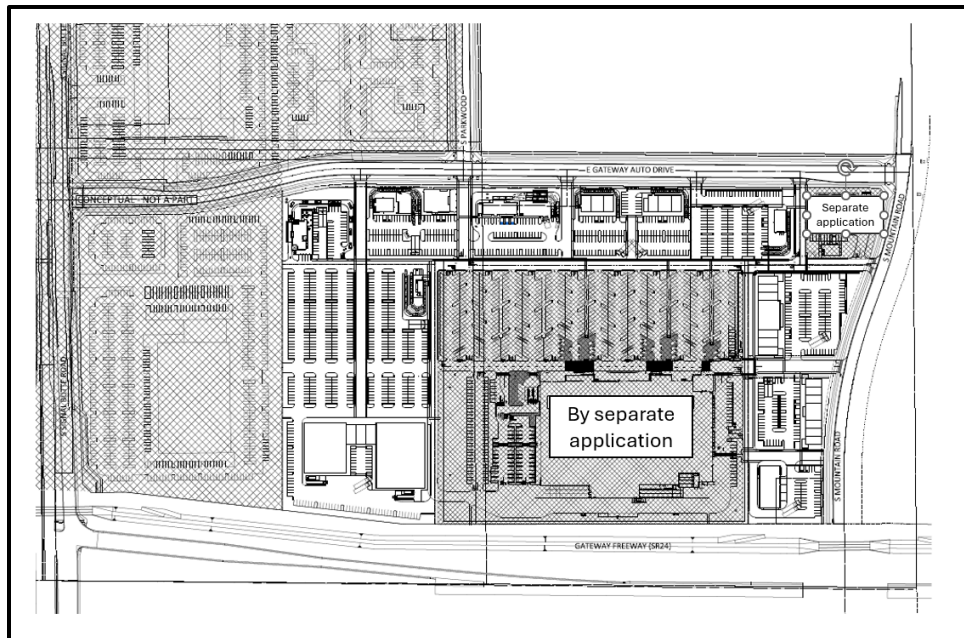 S PARKWOOD
E GATEWAY AUTO DRIVE
CONCEPTUAL - NOT A PART
Separate
application
S MOUNTAIN ROAD
S SIGNAL BUTTE ROAD
By separate
application
S MOUNTAIN ROAD
GATEWAY FREEWAY (SR24)